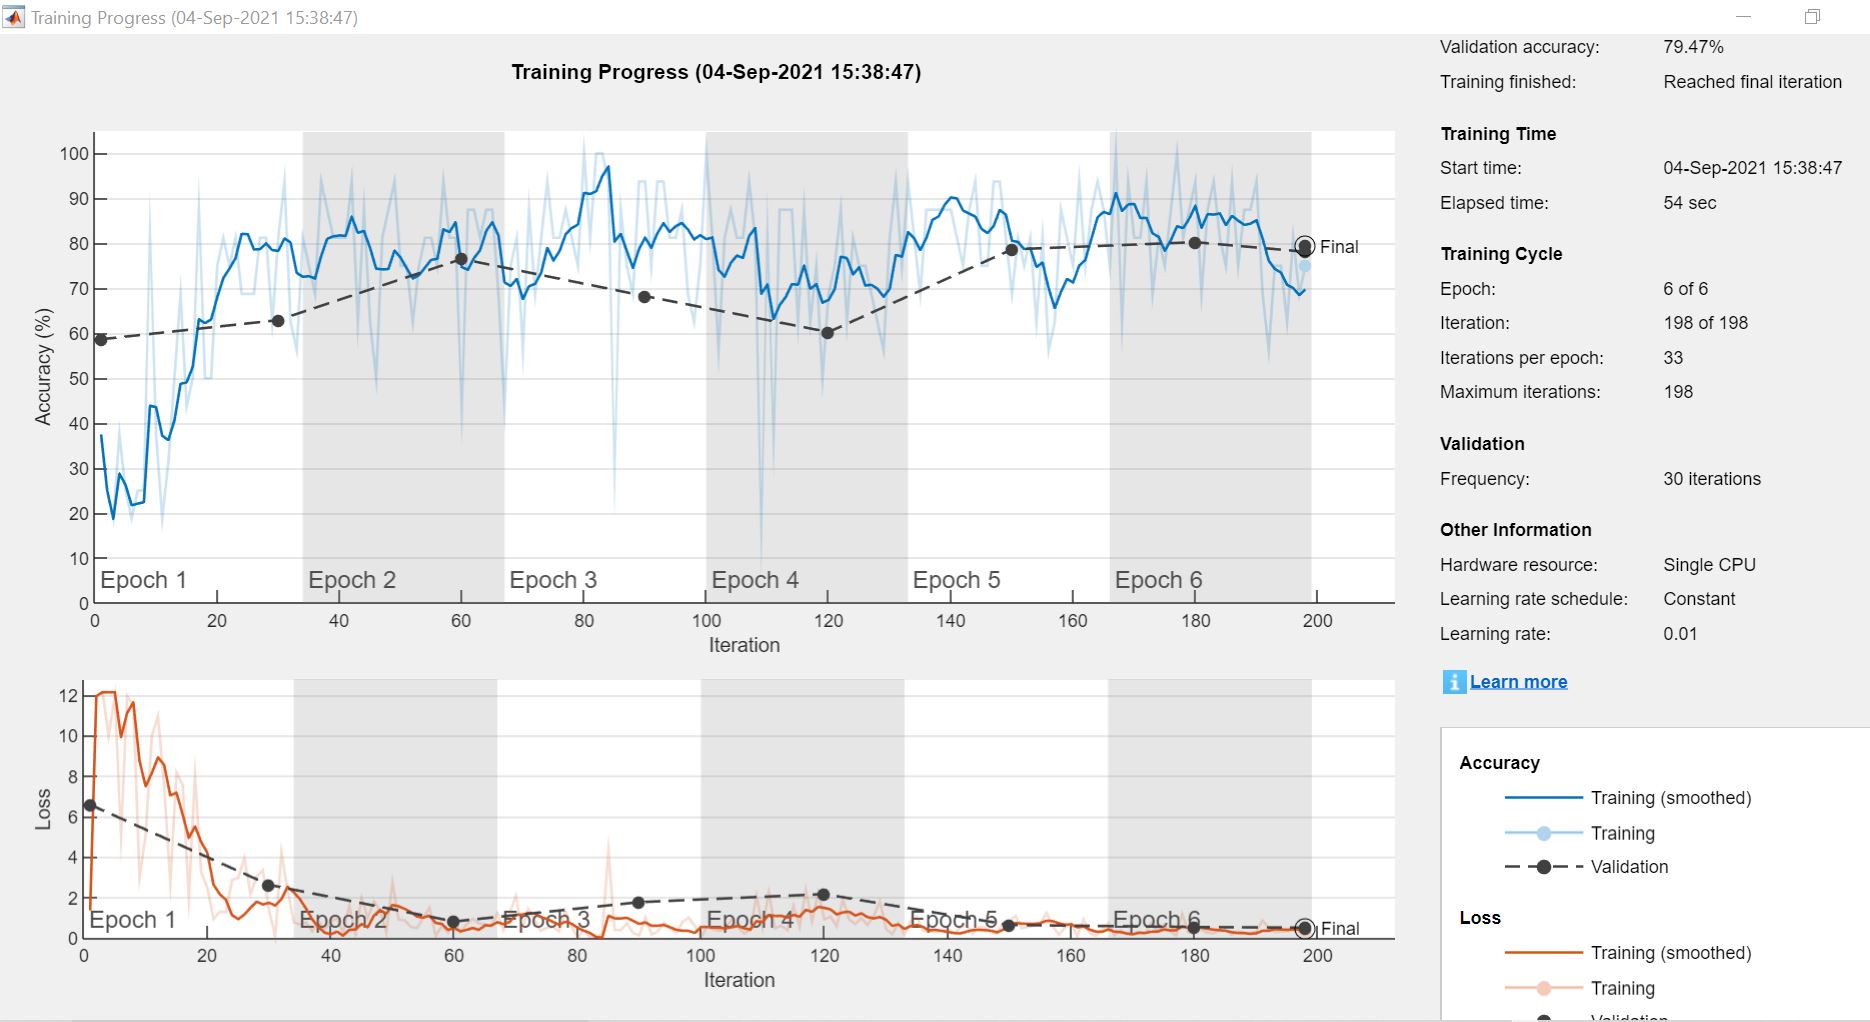 Training Progress (04-Sep-2021 15:38:47)
Training Progress (04-Sep-2021 15:38:47)
100
90
80
70
60
50
40
30
20
10
0
Accuracy (%)
Final
Epoch 1 Epoch 2 Epoch 3 Epoch 4 Epoch 5 Epoch 6
0 20 40 60 80 100 120 140 160 180 200
Iteration
12
10
8
6
4
2
0
Loss
Epoch 1 Epoch 2 Epoch 3 Epoch 4 Epoch 5 Epoch 6
Final
0 20 40 60 80 100 120 140 160 180 200
Iteration
Validation accuracy: 79.47%
Training finished: Reached final iteration
Training Time
Start time: 04-Sep-2021 15:38:47
Elapsed time: 54 sec
Training Cycle
Epoch: 6 of 6
Iteration: 198 of 198
Iterations per epoch: 33
Maximum iterations: 198
Validation
Frequency: 30 iterations
Other Information
Hardware resource: Single CPU
Learning rate schedule: Constant
Learning rate: 0.01
i Learn more
Accuracy
Training (smoothed)
Training
Validation
Loss
Training (smoothed)
Training
Validation